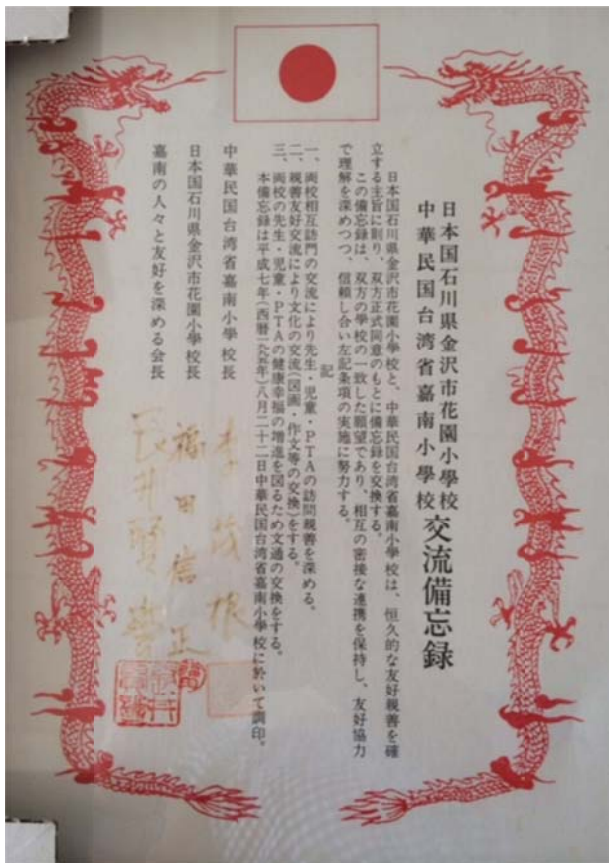 日本国石川県金沢市花園小学校
中華民国台湾省嘉南小學校
交流備忘録
日本国石川県金沢市花園小學校と、中華民国台湾省嘉南小學校は、恒久的な友好親善を確
立する主旨に則り、双方正式同意のもとに備忘録を交換する。
この備忘録は、双方の學校の一致した願望であり、相互の密接な連携を保持し、友好協力
で理解を深めつつ、信頼し合い左記条項の実施に努力する。
記
一、両校相互訪門の交流により先生・児童・PTAの訪問親善を深める。
二、親善友好交流により文化の交流(図画・作文等の交換)をする。
三、両校の先生・児童・PTAの健康幸福の増進を図るため文通の交換をする。
本備忘録は平成七年(西暦一九九五年)八月二十二日中華民国台湾省嘉南小學校に於いて調印。
中華民国台湾省嘉南小學校長
日本国石川県金沢市花園小學校長
福田信正
嘉南の人々と友好を深める会長